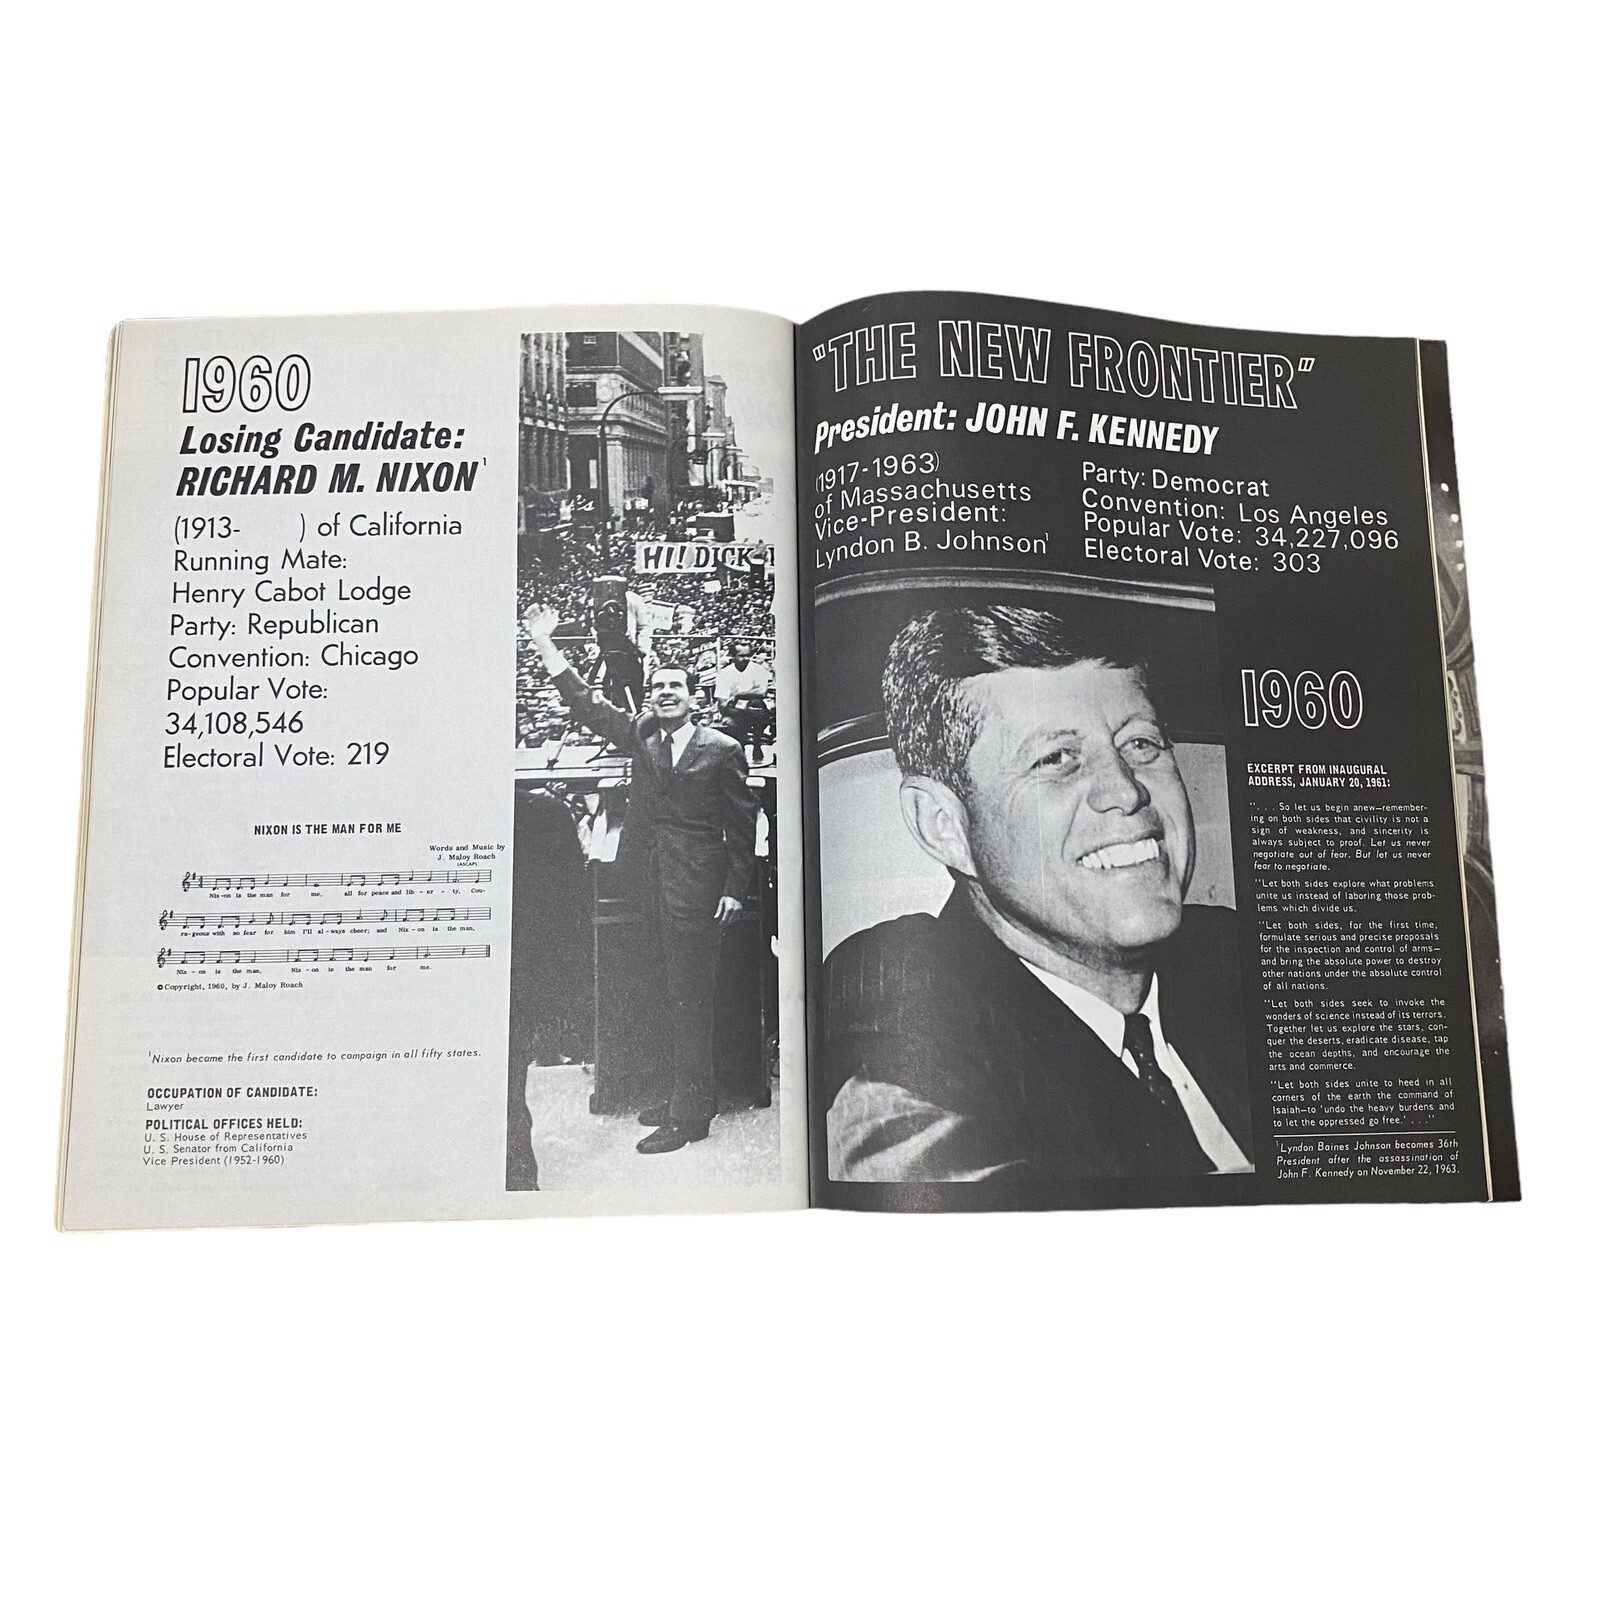 1960
Losing Candidate:
RICHARD M. NIXON¹
(1913-      ) of California
Running Mate:
Henry Cabot Lodge
Party: Republican
Convention: Chicago
Popular Vote:
34,108,546
Electoral Vote: 219
NIXON IS THE MAN FOR ME
Words and Music by
J. Maloy Roach
(ASCAP)
Nix-on is the man for me, all for peace and lib - er - ty, Cou-
ra-geous with no fear for him I'll al-ways cheer; and Nix-on is the man,
Nix - on is the man, Nix-on is the man for me.
©Copyright, 1960, by J. Maloy Roach
¹Nixon became the first candidate to campaign in all fifty states.
OCCUPATION OF CANDIDATE:
Lawyer
POLITICAL OFFICES HELD:
U. S. House of Representatives
U. S. Senator from California
Vice President (1952-1960)
HI! DICK
"THE NEW FRONTIER"
President: JOHN F. KENNEDY
(1917-1963)
of Massachusetts
Vice-President:
Lyndon B. Johnson¹
Party: Democrat
Convention: Los Angeles
Popular Vote: 34,227,096
Electoral Vote: 303
1960
EXCERPT FROM INAUGURAL
ADDRESS, JANUARY 20, 1961:
". . . So let us begin anew—remember-
ing on both sides that civility is not a
sign of weakness, and sincerity is
always subject to proof. Let us never
negotiate out of fear. But let us never
fear to negotiate.
"Let both sides explore what problems
unite us instead of laboring those prob-
lems which divide us.
"Let both sides, for the first time,
formulate serious and precise proposals
for the inspection and control of arms—
and bring the absolute power to destroy
other nations under the absolute control
of all nations.
"Let both sides seek to invoke the
wonders of science instead of its terrors.
Together let us explore the stars, con-
quer the deserts, eradicate disease, tap
the ocean depths, and encourage the
arts and commerce.
"Let both sides unite to heed in all
corners of the earth the command of
Isaiah—to 'undo the heavy burdens and
to let the oppressed go free.' . . ."
¹Lyndon Baines Johnson becomes 36th
President after the assassination of
John F. Kennedy on November 22, 1963.